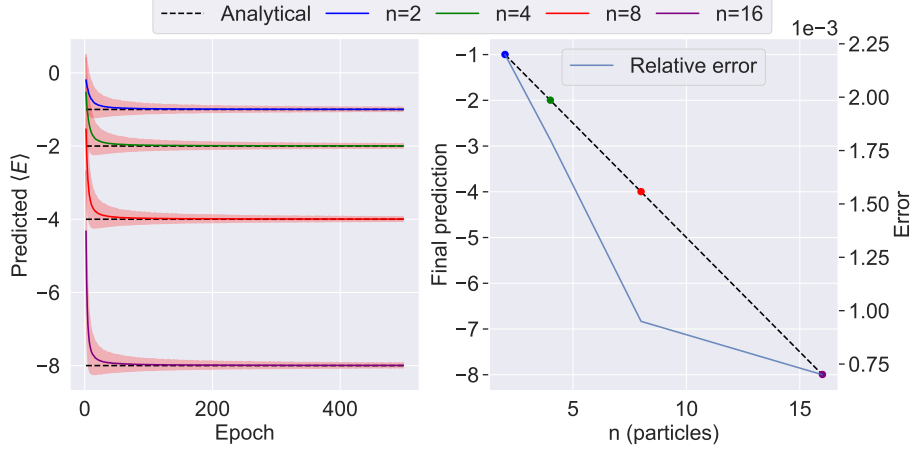 Analytical n=2 n=4 n=8 n=16
Predicted ⟨E⟩
0
−2
−4
−6
−8
0 200 400
Epoch
Final prediction
−1
−2
−3
−4
−5
−6
−7
−8
Relative error
5 10 15
n (particles)
1e−3
2.25
2.00
1.75
1.50
1.25
1.00
0.75
Error